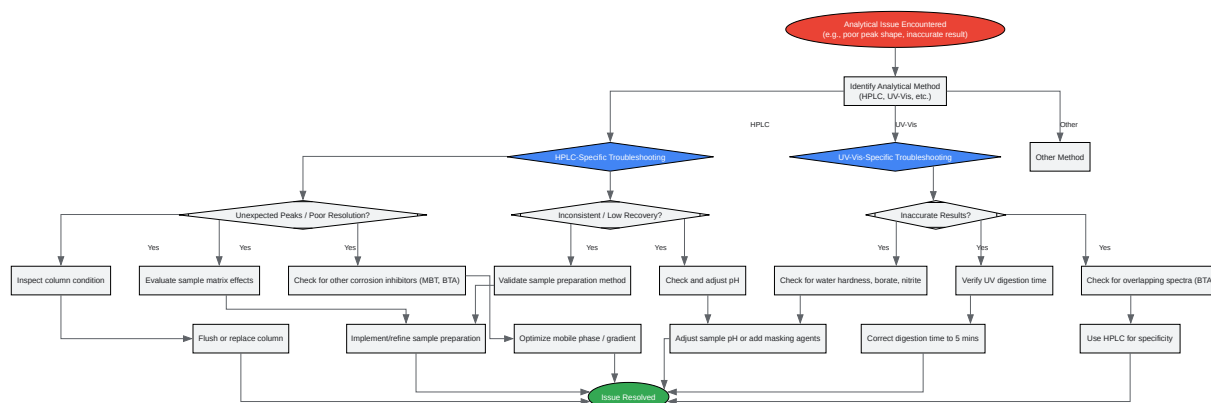 Analytical Issue Encountered
(e.g., poor peak shape, inaccurate result)
Identify Analytical Method
(HPLC, UV-Vis, etc.)
HPLC
UV-Vis
Other
HPLC-Specific Troubleshooting
UV-Vis-Specific Troubleshooting
Other Method
Unexpected Peaks / Poor Resolution?
Inconsistent / Low Recovery?
Inaccurate Results?
Yes
Yes
Yes
Yes
Yes
Yes
Yes
Yes
Inspect column condition
Evaluate sample matrix effects
Check for other corrosion inhibitors (MBT, BTA)
Validate sample preparation method
Check and adjust pH
Check for water hardness, borate, nitrite
Verify UV digestion time
Check for overlapping spectra (BTA
Flush or replace column
Implement/refine sample preparation
Optimize mobile phase / gradient
Adjust sample pH or add masking agents
Correct digestion time to 5 mins
Use HPLC for specificity
Issue Resolved